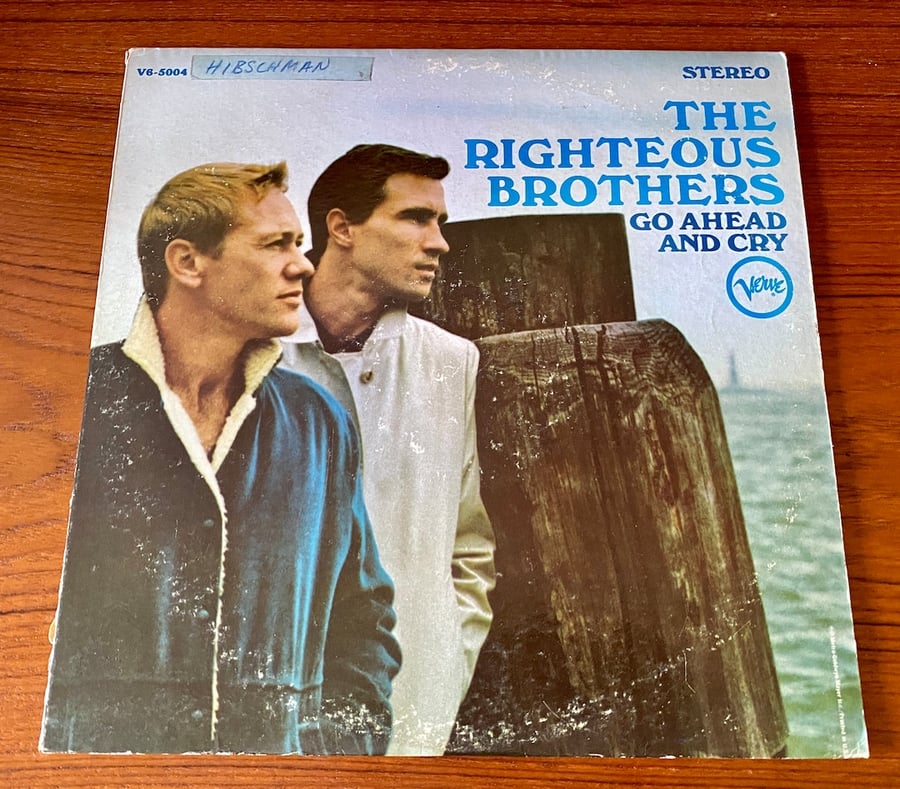 V6-5004
HIBSCHMAN
STEREO
THE
RIGHTEOUS
BROTHERS
GO AHEAD
AND CRY
Verve